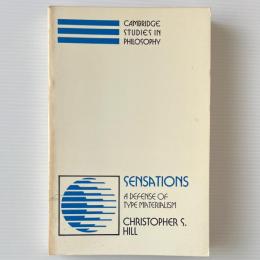 CAMBRIDGE
STUDIES IN
PHILOSOPHY
SENSATIONS
A DEFENSE OF
TYPE MATERIALISM
CHRISTOPHER S.
HILL